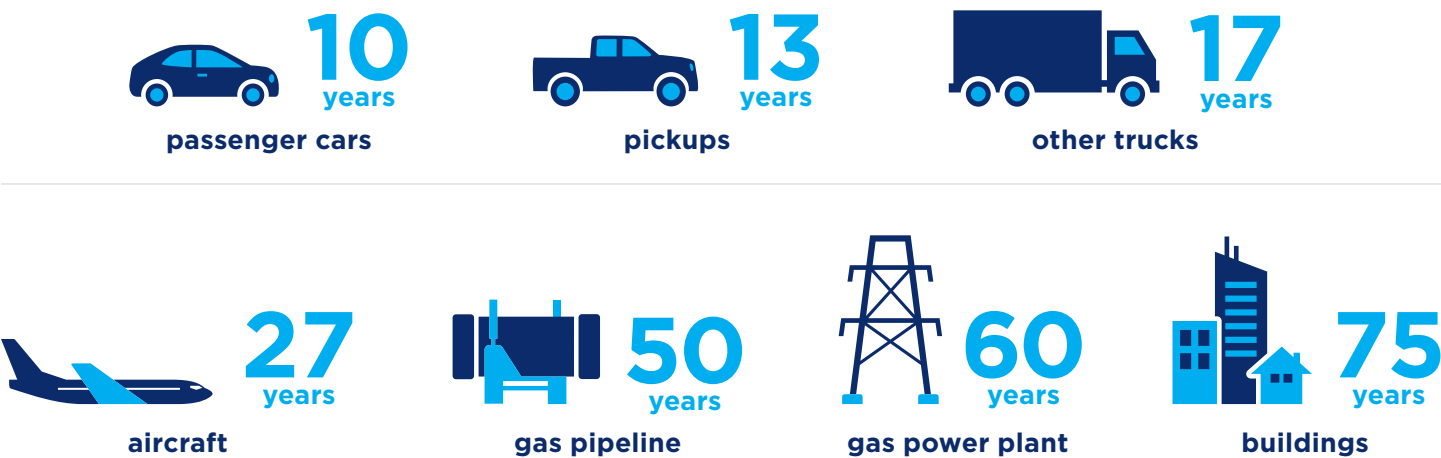 10
years
passenger cars
13
years
pickups
17
years
other trucks
27
years
aircraft
50
years
gas pipeline
60
years
gas power plant
75
years
buildings